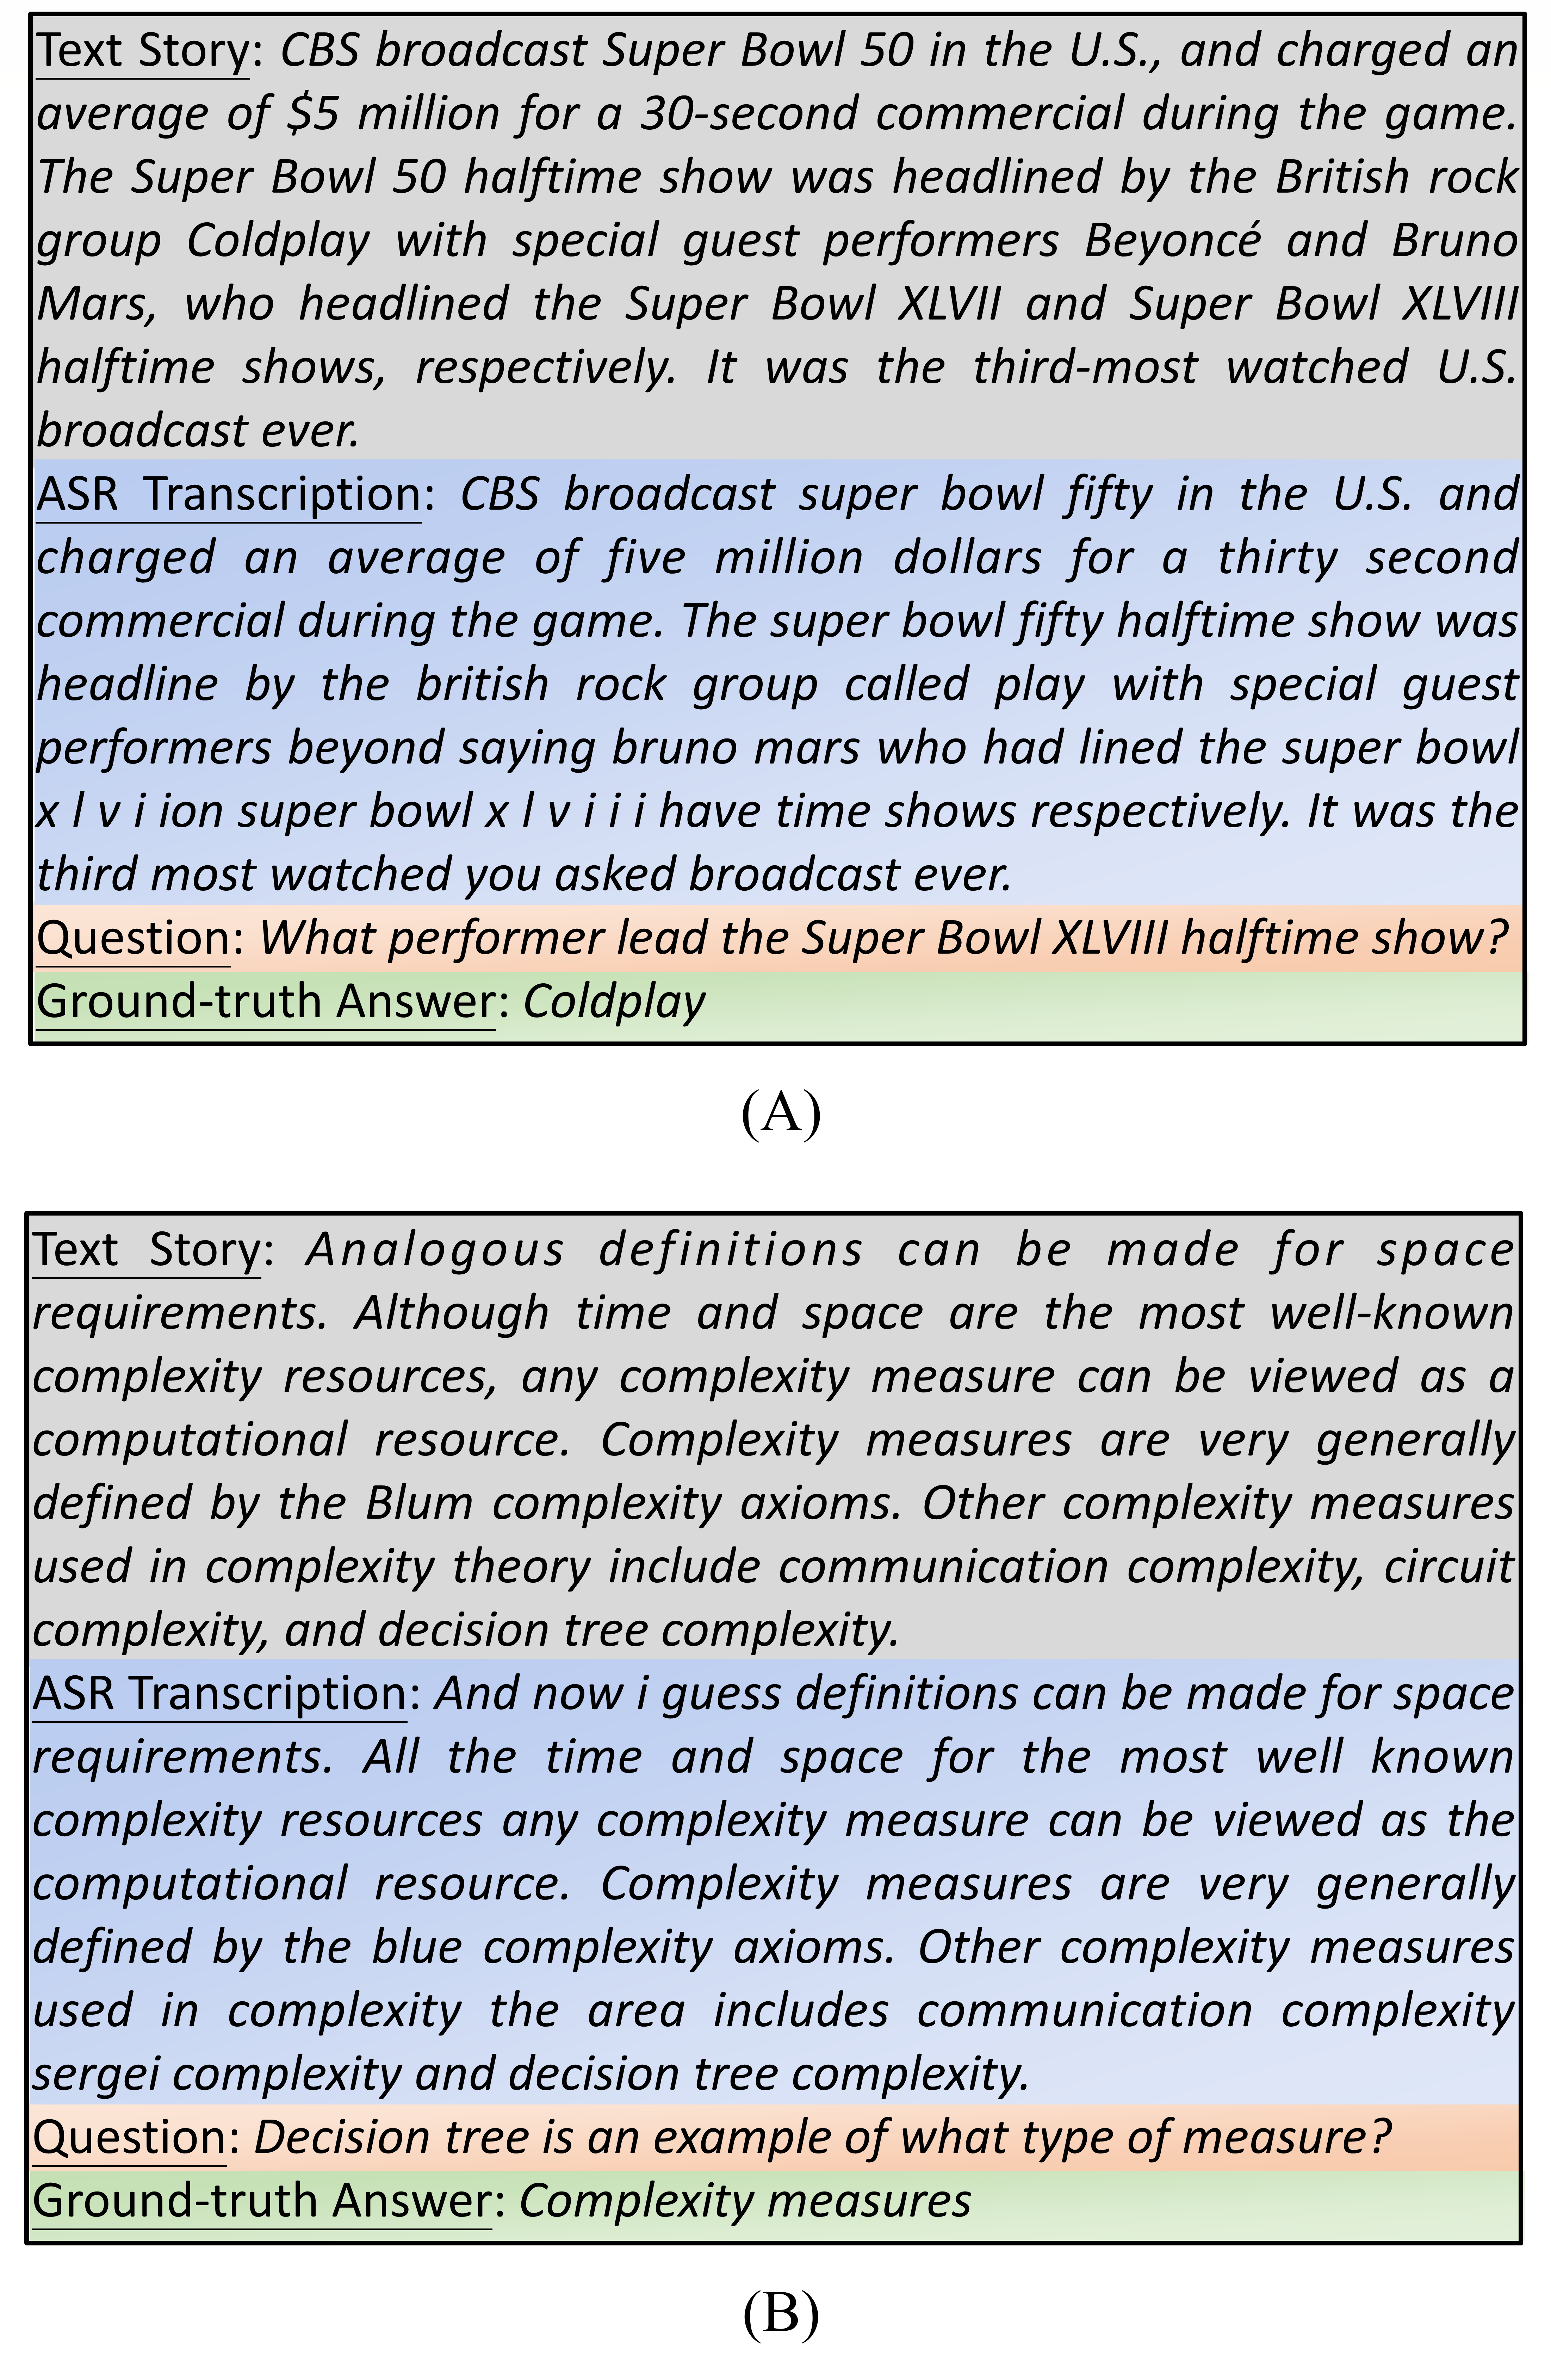 Text Story: CBS broadcast Super Bowl 50 in the U.S., and charged an
average of $5 million for a 30-second commercial during the game.
The Super Bowl 50 halftime show was headlined by the British rock
group Coldplay with special guest performers Beyoncé and Bruno
Mars, who headlined the Super Bowl XLVII and Super Bowl XLVIII
halftime shows, respectively. It was the third-most watched U.S.
broadcast ever.
ASR Transcription: CBS broadcast super bowl fifty in the U.S. and
charged an average of five million dollars for a thirty second
commercial during the game. The super bowl fifty halftime show was
headline by the british rock group called play with special guest
performers beyond saying bruno mars who had lined the super bowl
x l v i ion super bowl x l v i i i have time shows respectively. It was the
third most watched you asked broadcast ever.
Question: What performer lead the Super Bowl XLVIII halftime show?
Ground-truth Answer: Coldplay
(A)
Text Story: Analogous definitions can be made for space
requirements. Although time and space are the most well-known
complexity resources, any complexity measure can be viewed as a
computational resource. Complexity measures are very generally
defined by the Blum complexity axioms. Other complexity measures
used in complexity theory include communication complexity, circuit
complexity, and decision tree complexity.
ASR Transcription: And now i guess definitions can be made for space
requirements. All the time and space for the most well known
complexity resources any complexity measure can be viewed as the
computational resource. Complexity measures are very generally
defined by the blue complexity axioms. Other complexity measures
used in complexity the area includes communication complexity
sergei complexity and decision tree complexity.
Question: Decision tree is an example of what type of measure?
Ground-truth Answer: Complexity measures
(B)